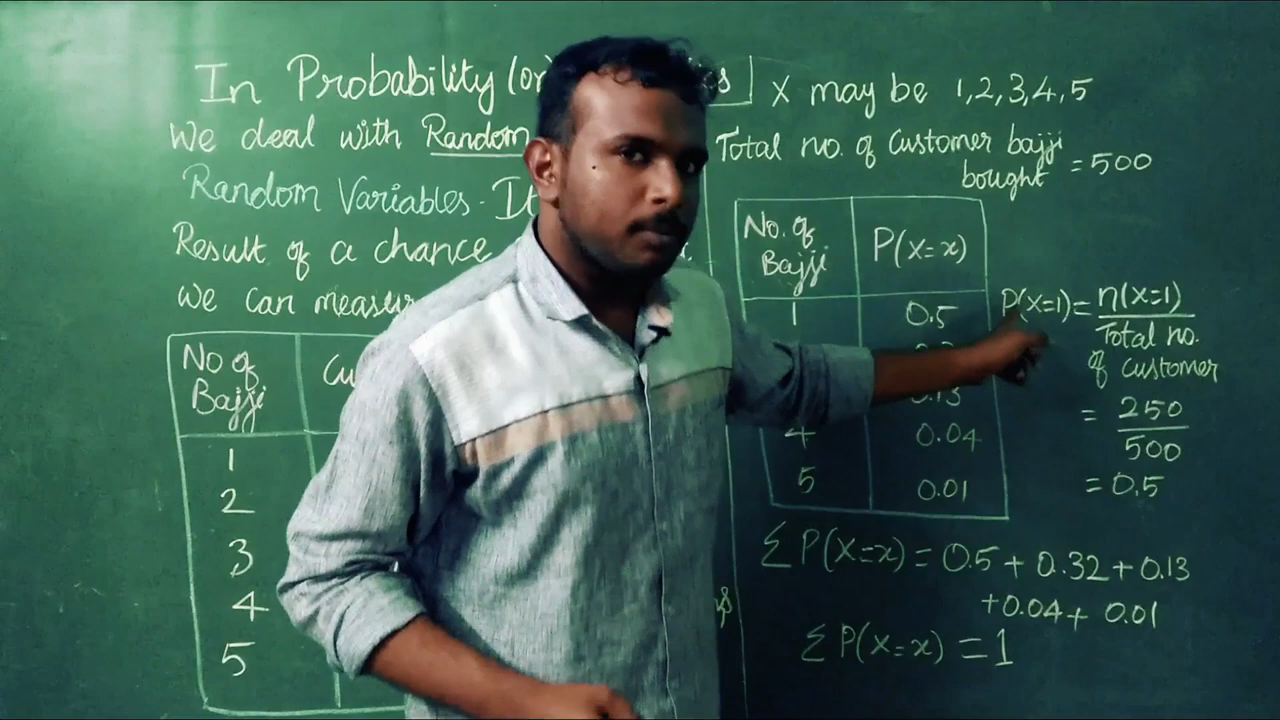 In Probability (or)
We deal with Random
Random Variables - It
Result of a chance
we can measur
No of
Bajji
Cu
1
2
3
4
5
X may be 1,2,3,4,5
Total no. of Customer bajji
bought = 500
No. of
Bajji
P(X=x)
1 0.5
4 0.04
5 0.01
P(X=1) = n(X=1)
Total no.
of customer
= 250
500
= 0.5
Σ P(X=x) = 0.5 + 0.32 + 0.13
+ 0.04 + 0.01
Σ P(X=x) = 1